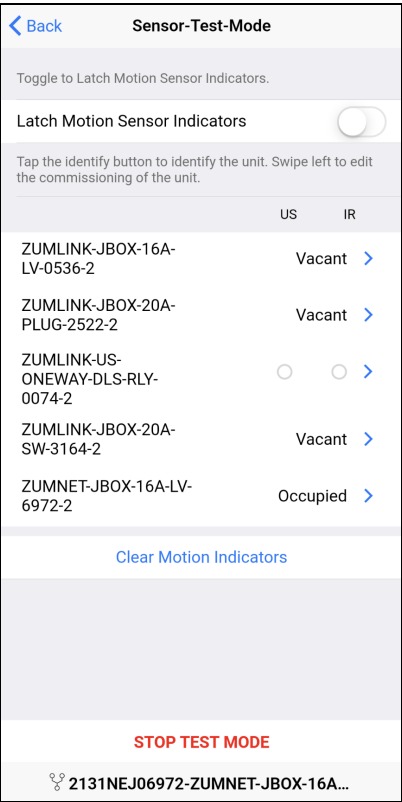 Back
Sensor-Test-Mode
Toggle to Latch Motion Sensor Indicators.
Latch Motion Sensor Indicators
Tap the identify button to identify the unit. Swipe left to edit
the commissioning of the unit.
US IR
ZUMLINK-JBOX-16A-
LV-0536-2
Vacant
ZUMLINK-JBOX-20A-
PLUG-2522-2
Vacant
ZUMLINK-US-
ONEWAY-DLS-RLY-
0074-2
ZUMLINK-JBOX-20A-
SW-3164-2
Vacant
ZUMNET-JBOX-16A-LV-
6972-2
Occupied
Clear Motion Indicators
STOP TEST MODE
2131NEJ06972-ZUMNET-JBOX-16A...